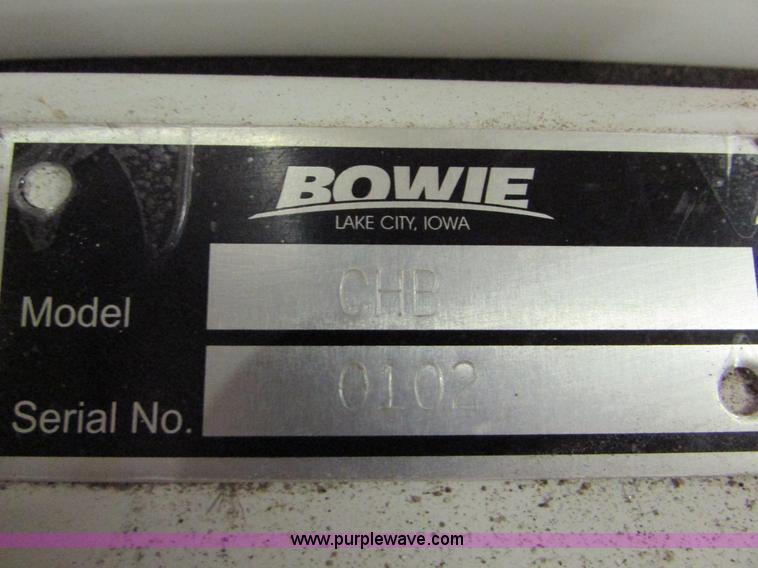 BOWIE
LAKE CITY, IOWA
Model CHB
Serial No. 0102
www.purplewave.com